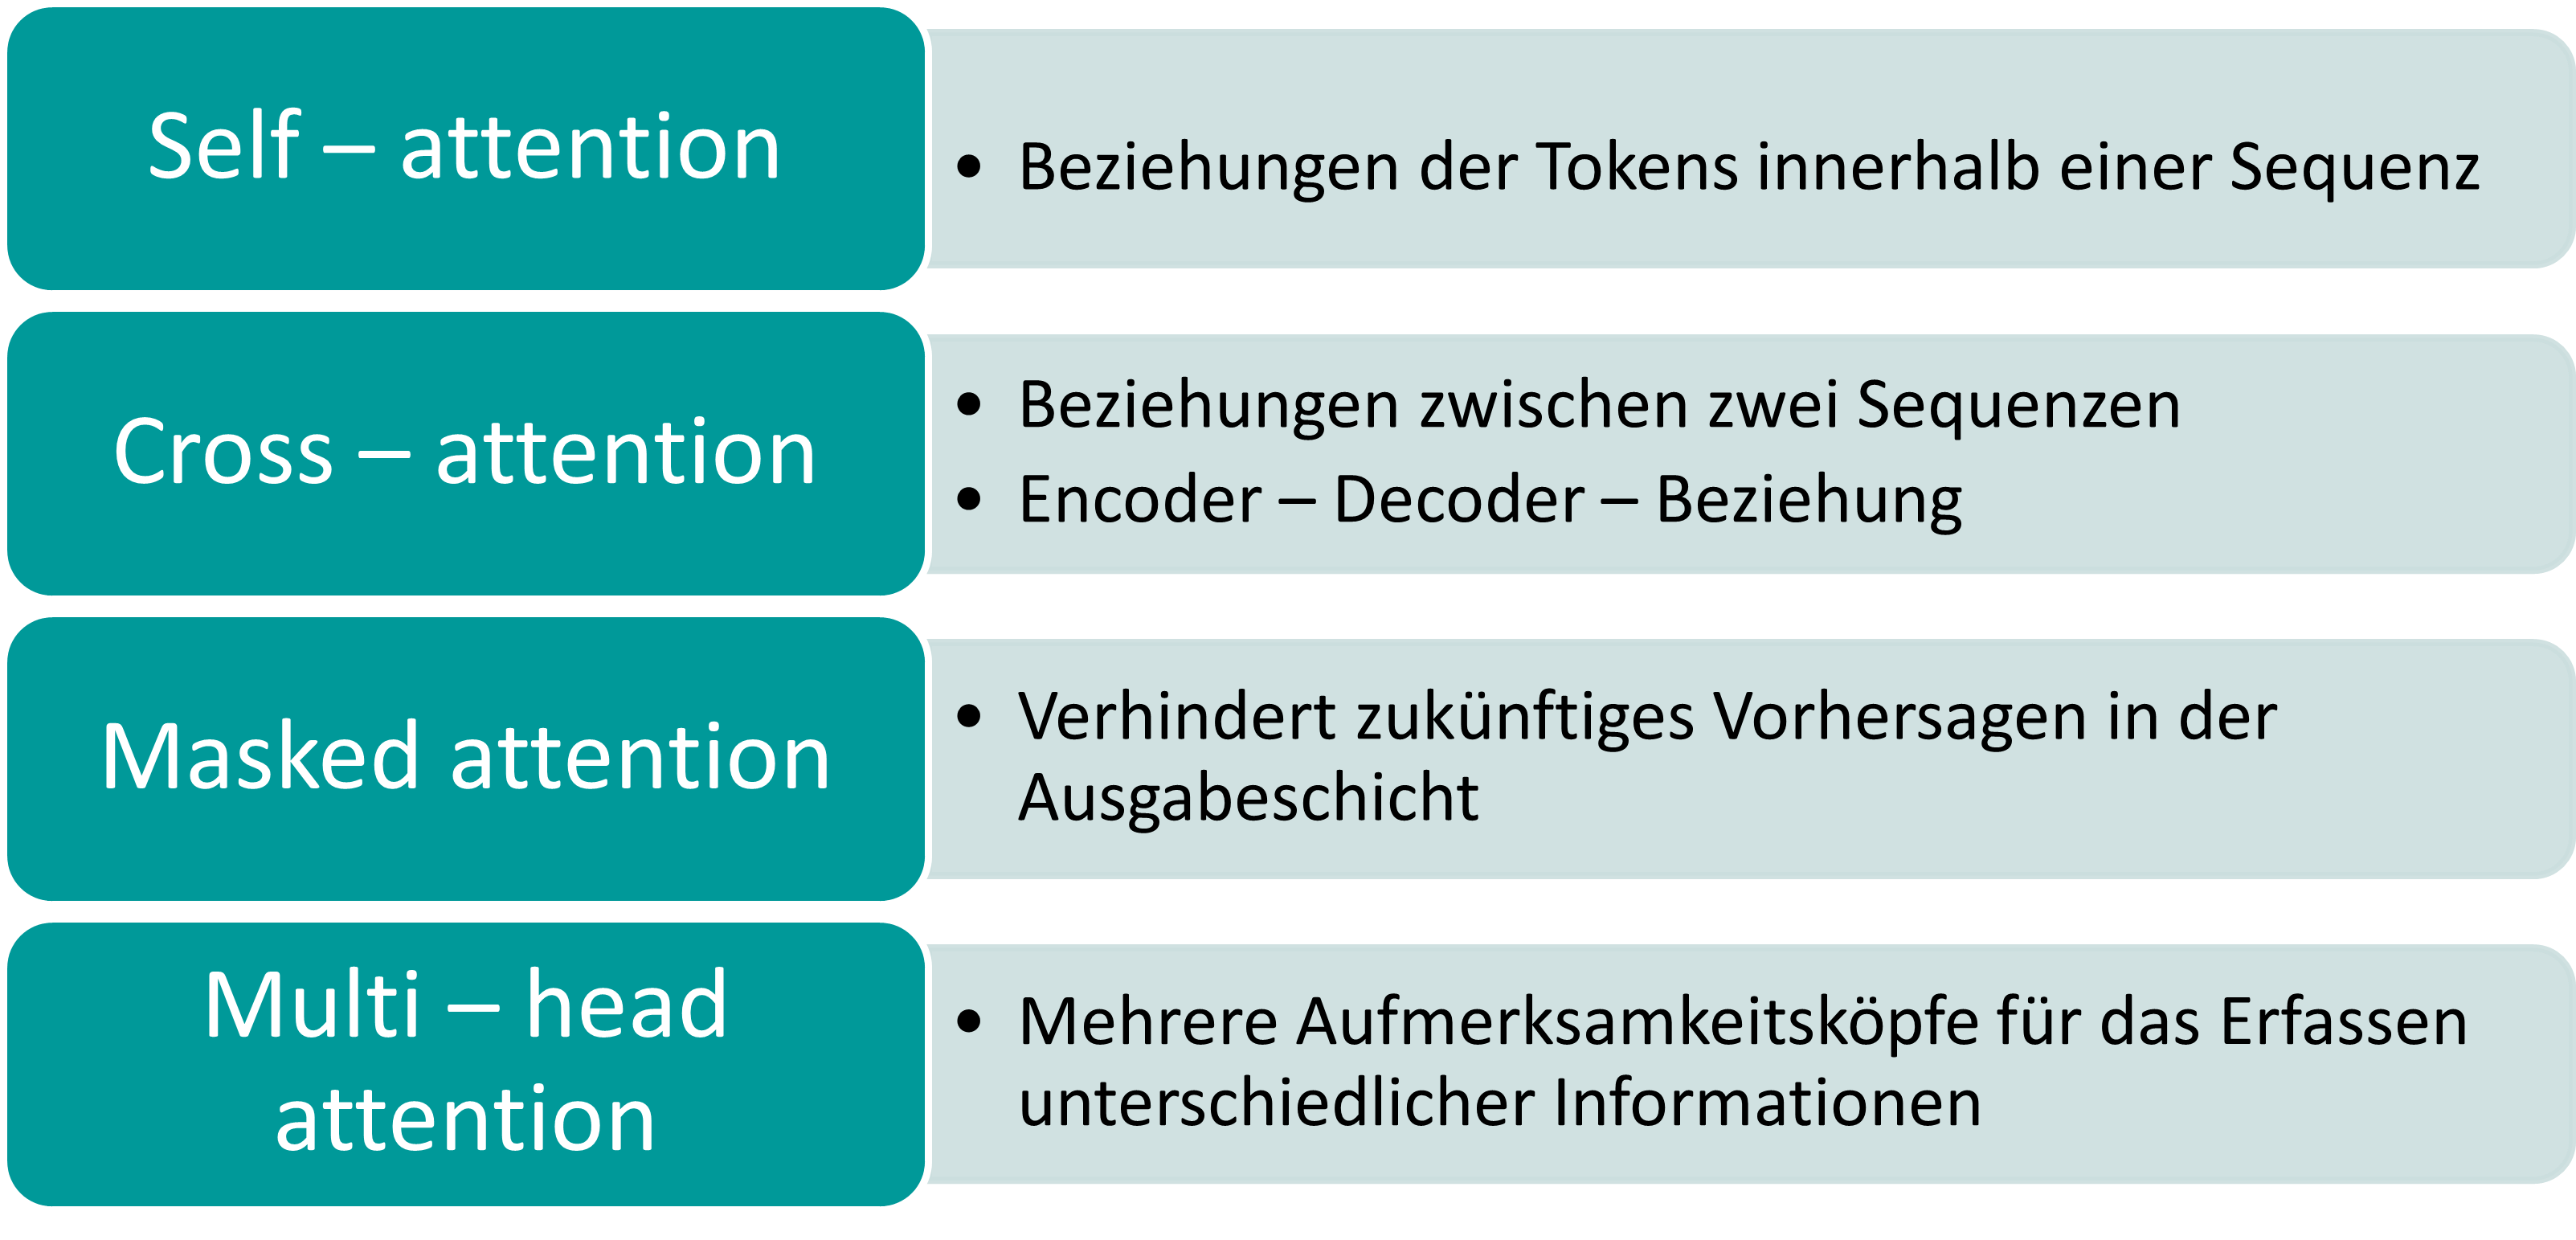 Self – attention
• Beziehungen der Tokens innerhalb einer Sequenz
Cross – attention
• Beziehungen zwischen zwei Sequenzen
• Encoder – Decoder – Beziehung
Masked attention
• Verhindert zukünftiges Vorhersagen in der
Ausgabeschicht
Multi – head
attention
• Mehrere Aufmerksamkeitsköpfe für das Erfassen
unterschiedlicher Informationen